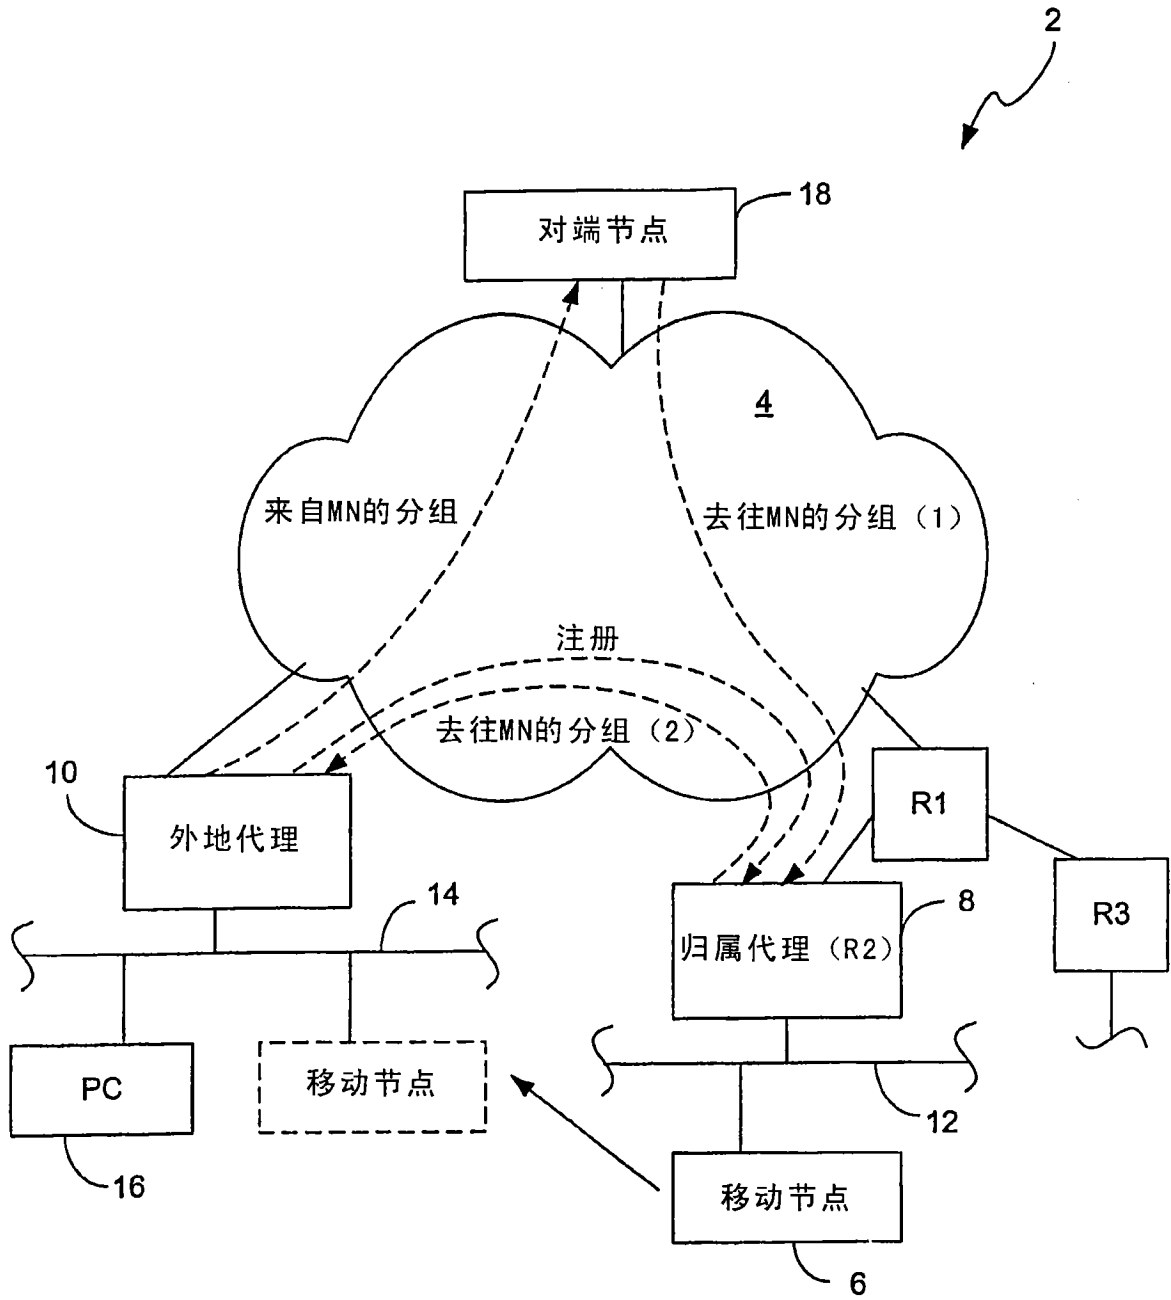 2
对端节点
18
4
来自MN的分组
去往MN的分组（1）
注册
去往MN的分组（2）
10
外地代理
R1
14
8
归属代理（R2）
R3
PC
移动节点
12
16
移动节点
6